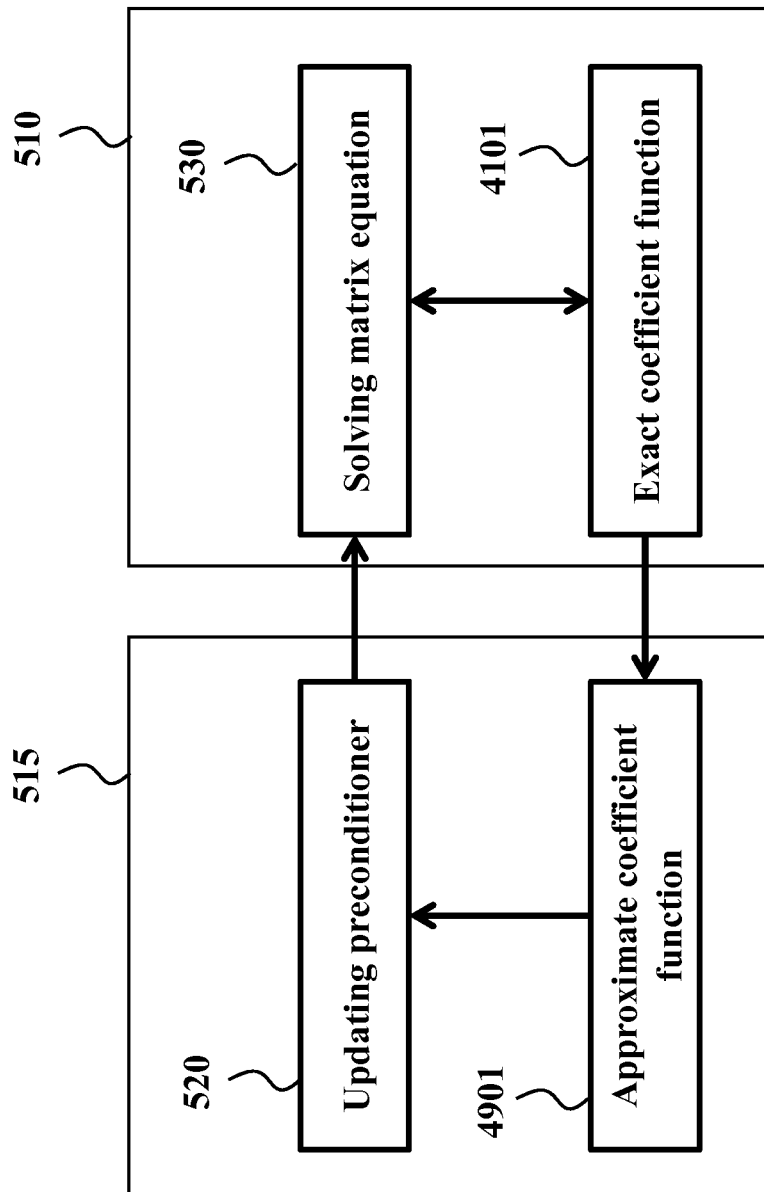 515
510
520
Updating preconditioner
530
Solving matrix equation
4901
Approximate coefficient
function
4101
Exact coefficient function